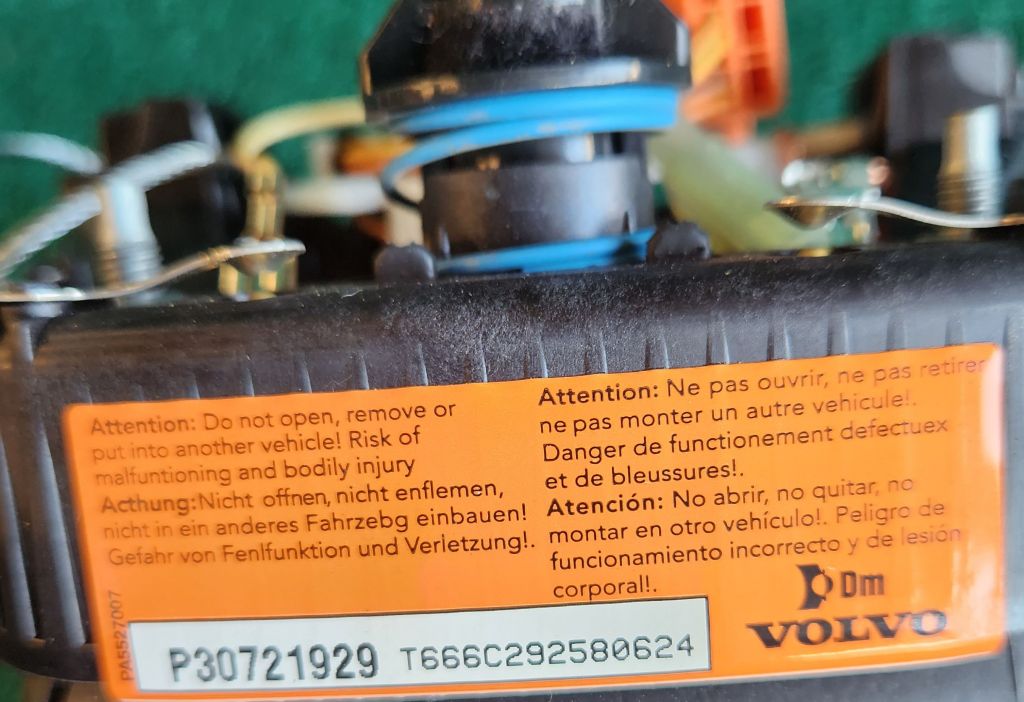 Attention: Do not open, remove or
put into another vehicle! Risk of
malfuntioning and bodily injury
Acthung:Nicht offnen, nicht enflemen,
nicht in ein anderes Fahrzebg einbauen!
Gefahr von Fenlfunktion und Verletzung!.
Attention: Ne pas ouvrir, ne pas retirer
ne pas monter un autre vehicule!.
Danger de functionement defectuex
et de bleussures!.
Atención: No abrir, no quitar, no
montar en otro vehículo!. Peligro de
funcionamiento incorrecto y de lesión
corporal!.
Dm
VOLVO
PA5527007
P30721929 T666C292580624